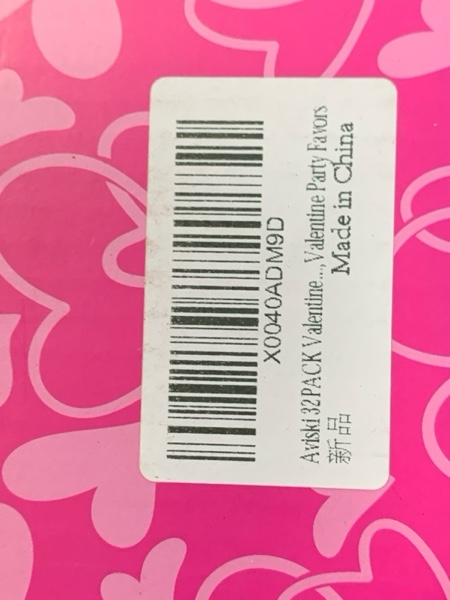 X0040ADM9D
Aviski 32PACK Valentine...,Valentine Party Favors
新品
Made in China